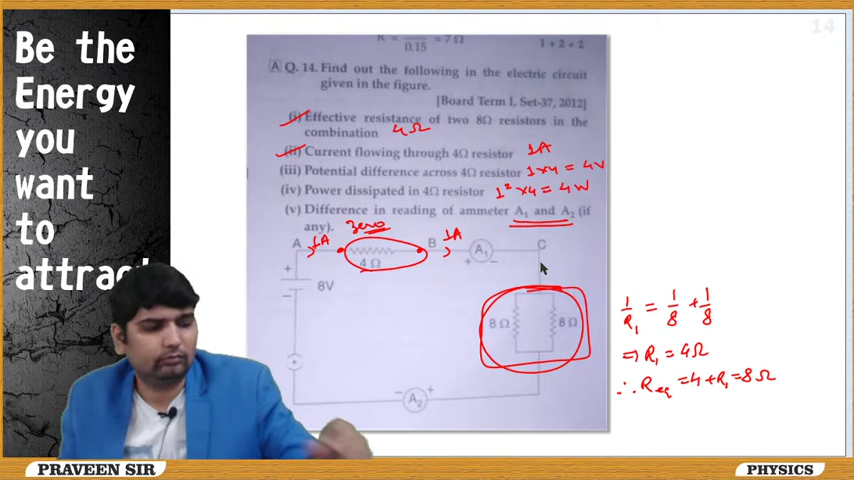 14
Be the
Energy
you
want
to
attract
0.15 = 7 Ω
1 + 2 + 2
A Q. 14. Find out the following in the electric circuit
given in the figure.
[Board Term I, Set-37, 2012]
(i) Effective resistance of two 8Ω resistors in the
combination 4Ω
(ii) Current flowing through 4Ω resistor 1A
(iii) Potential difference across 4Ω resistor 1×4 = 4V
(iv) Power dissipated in 4Ω resistor 1²×4 = 4W
(v) Difference in reading of ammeter A₁ and A₂ (if
any). zero
A 1A B 1A C
4 Ω
+ A₁ −
+
− 8V
8 Ω 8 Ω
− A₂ +
1/R₁ = 1/8 + 1/8
⇒ R₁ = 4Ω
∴ Req = 4 + R₁ = 8Ω
PRAVEEN SIR
PHYSICS